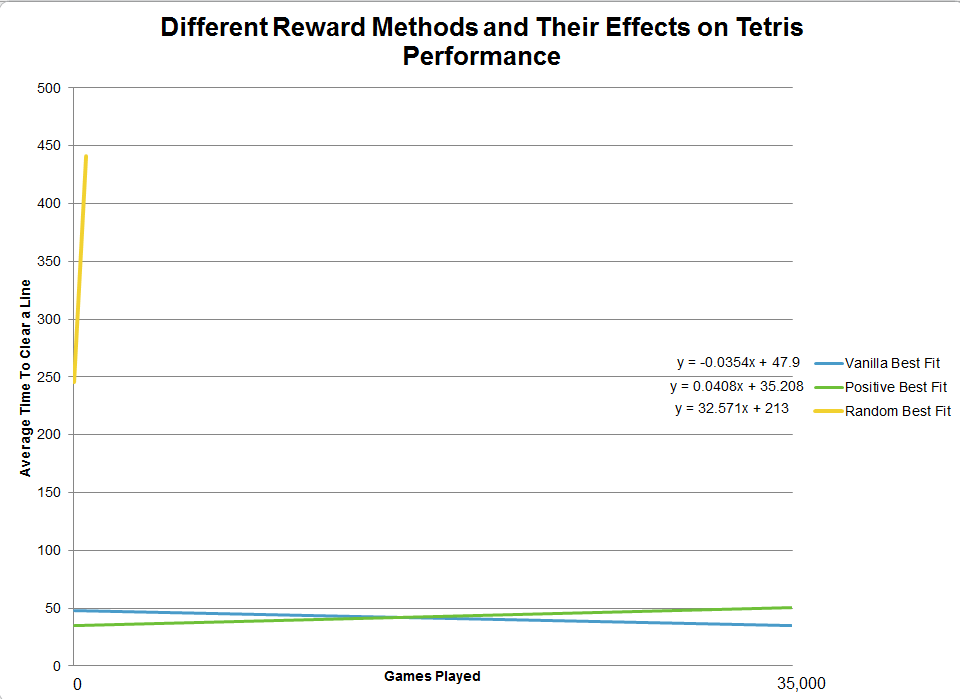 Different Reward Methods and Their Effects on Tetris
Performance
500
450
400
350
300
250
200
150
100
50
0
Average Time To Clear a Line
y = -0.0354x + 47.9
Vanilla Best Fit
y = 0.0408x + 35.208
Positive Best Fit
y = 32.571x + 213
Random Best Fit
Games Played
0
35,000